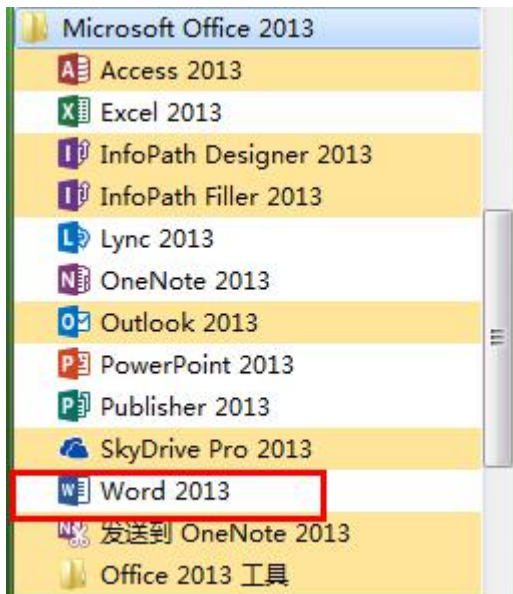 Microsoft Office 2013
Access 2013
Excel 2013
InfoPath Designer 2013
InfoPath Filler 2013
Lync 2013
OneNote 2013
Outlook 2013
PowerPoint 2013
Publisher 2013
SkyDrive Pro 2013
Word 2013
发送到 OneNote 2013
Office 2013 工具